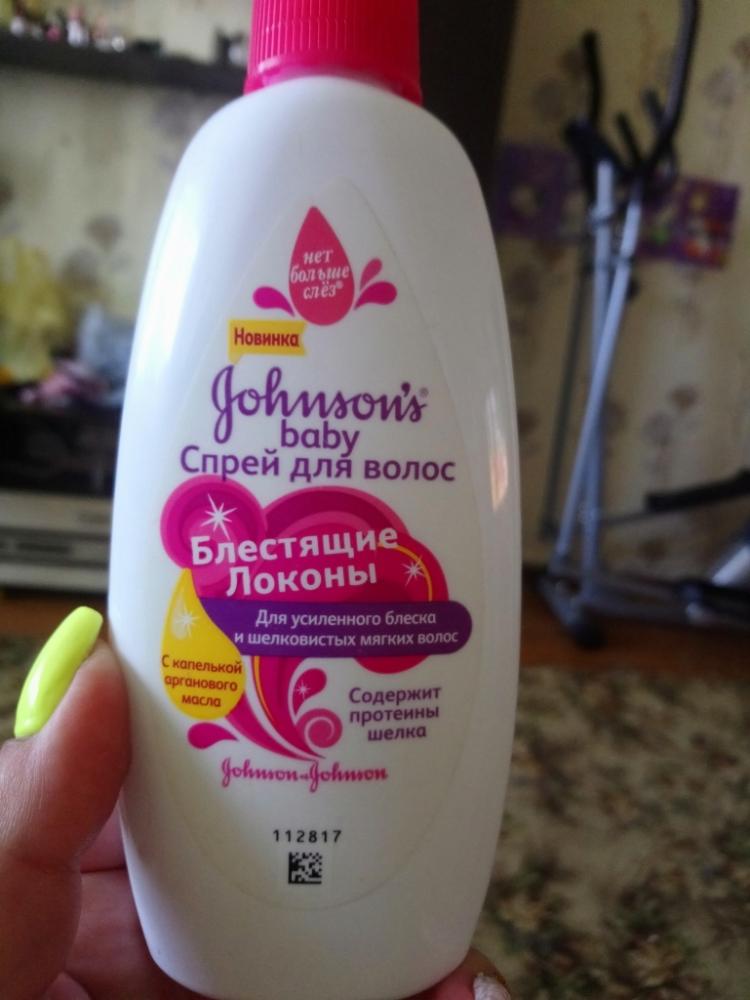 нет
больше
слёз®
Новинка
Johnson's®
baby
Спрей для волос
Блестящие
Локоны
Для усиленного блеска
и шелковистых мягких волос
С капелькой
арганового
масла
Содержит
протеины
шелка
Johnson & Johnson
112817